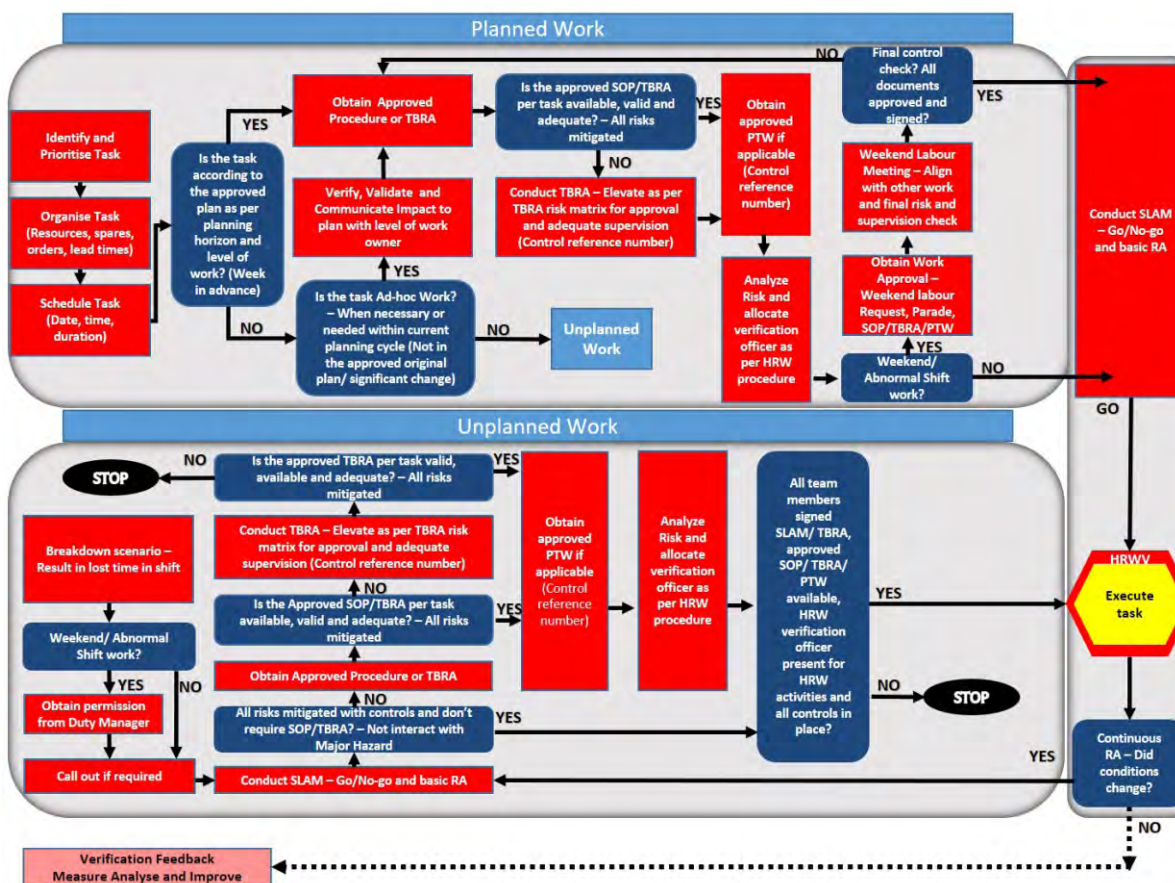 Planned Work
Identify and
Prioritise Task
Organise Task
(Resources, spares,
orders, lead times)
Schedule Task
(Date, time,
duration)
Is the task
according to
the approved
plan as per
planning
horizon and
level of
work? (Week
in advance)
YES
NO
Obtain Approved
Procedure or TBRA
Verify, Validate and
Communicate Impact to
plan with level of work
owner
YES
Is the task Ad-hoc Work?
– When necessary or
needed within current
planning cycle (Not in
the approved original
plan/ significant change)
NO
Unplanned
Work
Is the approved SOP/TBRA
per task available, valid and
adequate? – All risks
mitigated
YES
NO
Conduct TBRA – Elevate as per
TBRA risk matrix for approval
and adequate supervision
(Control reference number)
Obtain
approved
PTW if
applicable
(Control
reference
number)
Analyze
Risk and
allocate
verification
officer as
per HRW
procedure
NO
Final control
check? All
documents
approved and
signed?
YES
Weekend Labour
Meeting – Align
with other work
and final risk and
supervision check
Obtain Work
Approval –
Weekend labour
Request, Parade,
SOP/TBRA/PTW
YES
Weekend/
Abnormal Shift
work?
NO
Conduct SLAM
– Go/No-go
and basic RA
GO
Unplanned Work
STOP
NO
Is the approved TBRA per task valid,
available and adequate? – All risks
mitigated
YES
Conduct TBRA – Elevate as per TBRA risk
matrix for approval and adequate
supervision (Control reference number)
NO
Is the Approved SOP/TBRA per task
available, valid and adequate? – All risks
mitigated
YES
Obtain Approved Procedure or TBRA
NO
All risks mitigated with controls and don't
require SOP/TBRA? – Not interact with
Major Hazard
YES
Conduct SLAM – Go/No-go and basic RA
Breakdown scenario –
Result in lost time in shift
Weekend/ Abnormal
Shift work?
YES
NO
Obtain permission
from Duty Manager
Call out if required
Obtain
approved
PTW if
applicable
(Control
reference
number)
Analyze
Risk and
allocate
verification
officer as
per HRW
procedure
All team
members
signed
SLAM/ TBRA,
approved
SOP/ TBRA/
PTW
available,
HRW
verification
officer
present for
HRW
activities and
all controls in
place?
YES
NO
STOP
HRWV
Execute
task
Continuous
RA – Did
conditions
change?
YES
NO
Verification Feedback
Measure Analyse and Improve